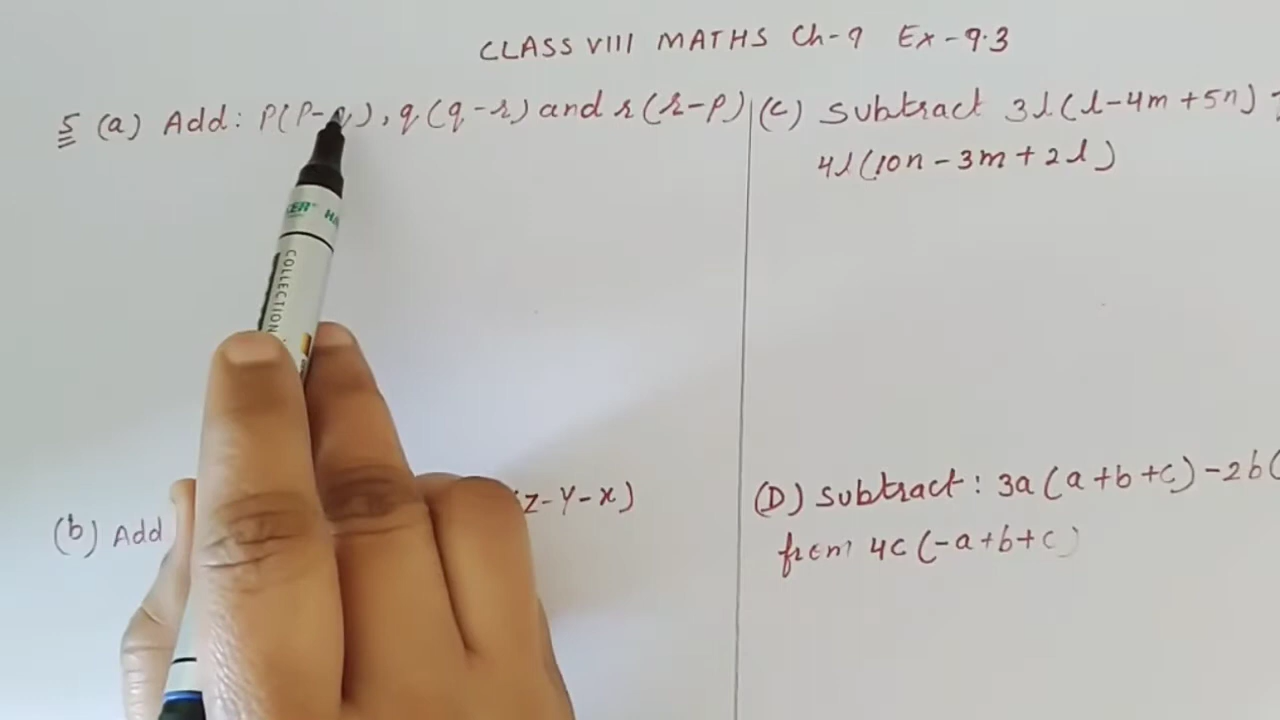 CLASS VIII MATHS Ch-9 Ex-9.3
5 (a) Add: P(P-q), q(q-r) and r(r-p)
(b) Add z-y-x)
(C) Subtract 3l(l-4m+5n)
4l(10n-3m+2l)
(D) Subtract: 3a(a+b+c)-2b(
from 4c(-a+b+c)
COLLECTION